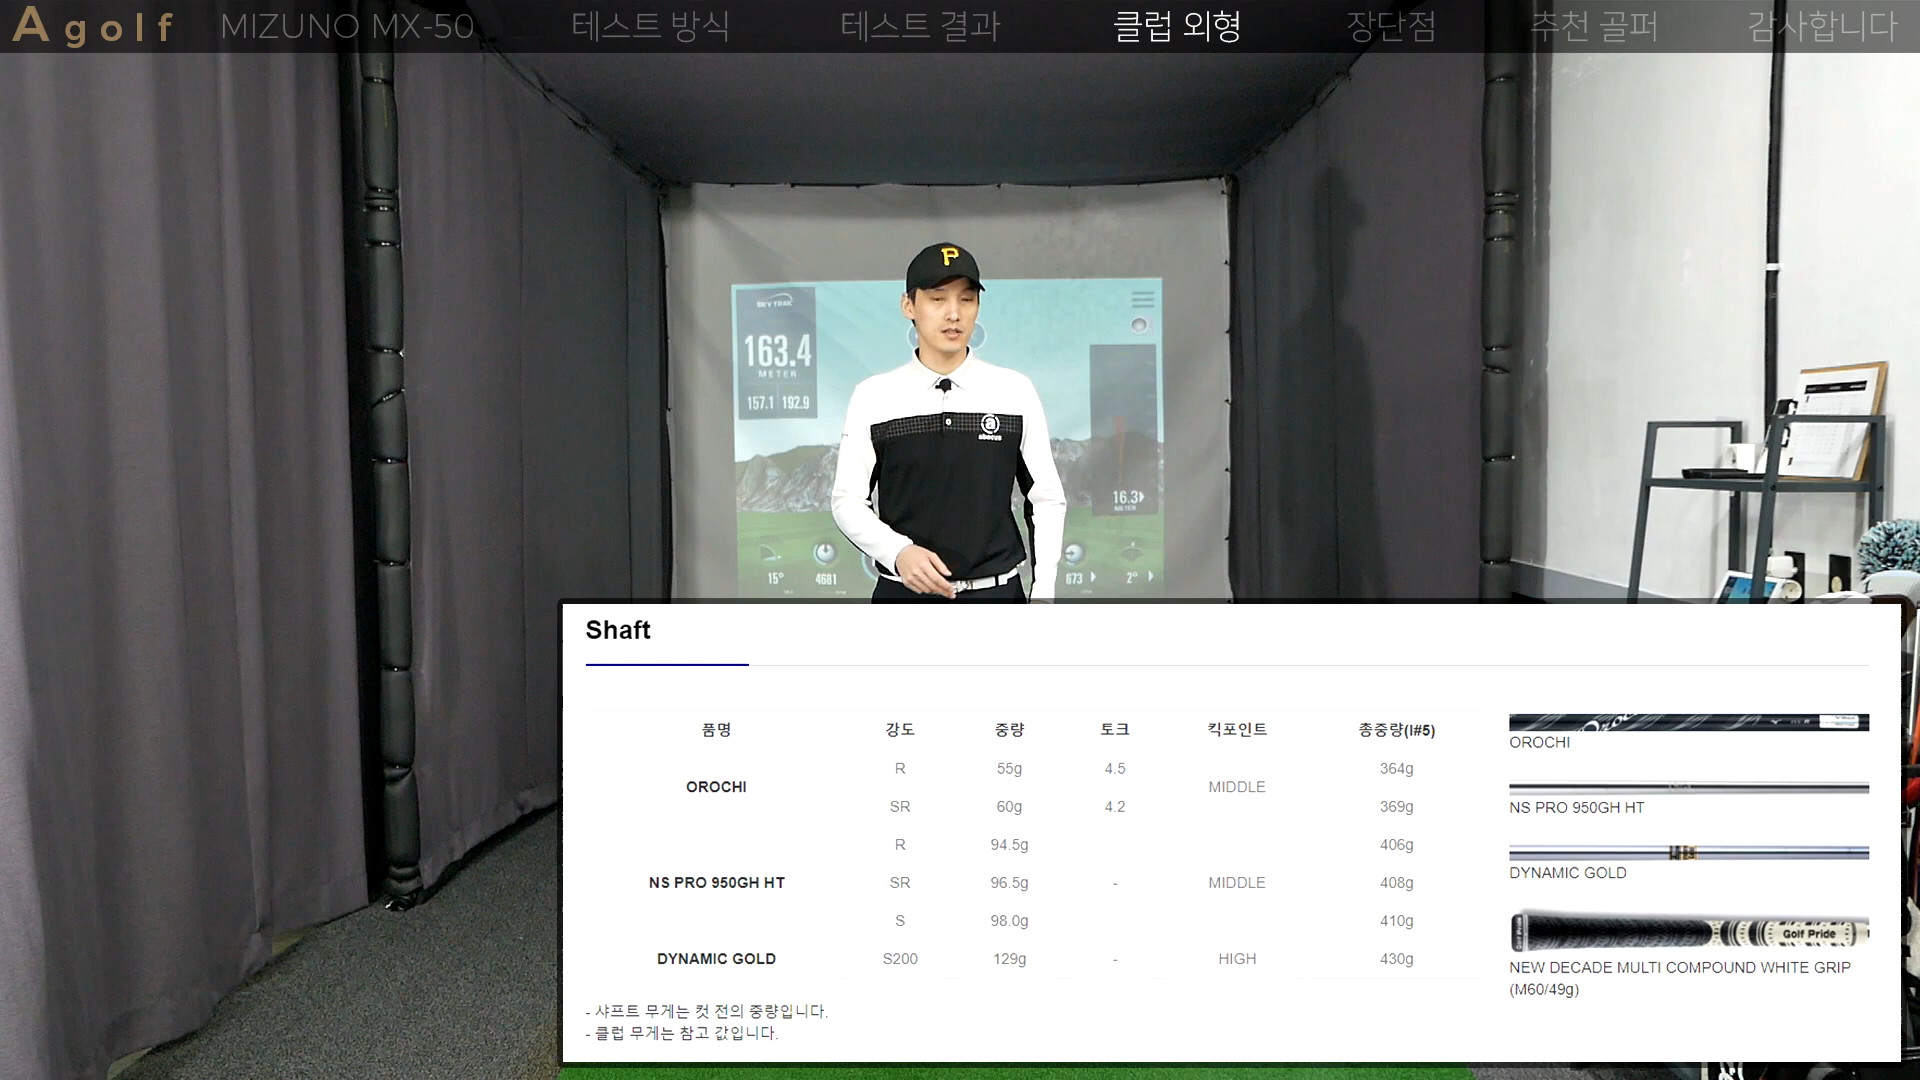 Agolf MIZUNO MX-50 테스트 방식 테스트 결과 클럽 외형 장단점 추천 골퍼 감사합니다
P
SKYTRAK
163.4
METER
157.1 192.9
a
abacus
16.3
METER
15° 4681 673 2°
Shaft
품명 강도 중량 토크 킥포인트 총중량(I#5)
OROCHI R 55g 4.5 MIDDLE 364g
SR 60g 4.2 369g
NS PRO 950GH HT R 94.5g - MIDDLE 406g
SR 96.5g 408g
S 98.0g 410g
DYNAMIC GOLD S200 129g - HIGH 430g
- 샤프트 무게는 컷 전의 중량입니다.
- 클럽 무게는 참고 값입니다.
Orochi
OROCHI
NS PRO 950GH HT
DYNAMIC GOLD
Golf Pride Golf Pride
NEW DECADE MULTI COMPOUND WHITE GRIP
(M60/49g)